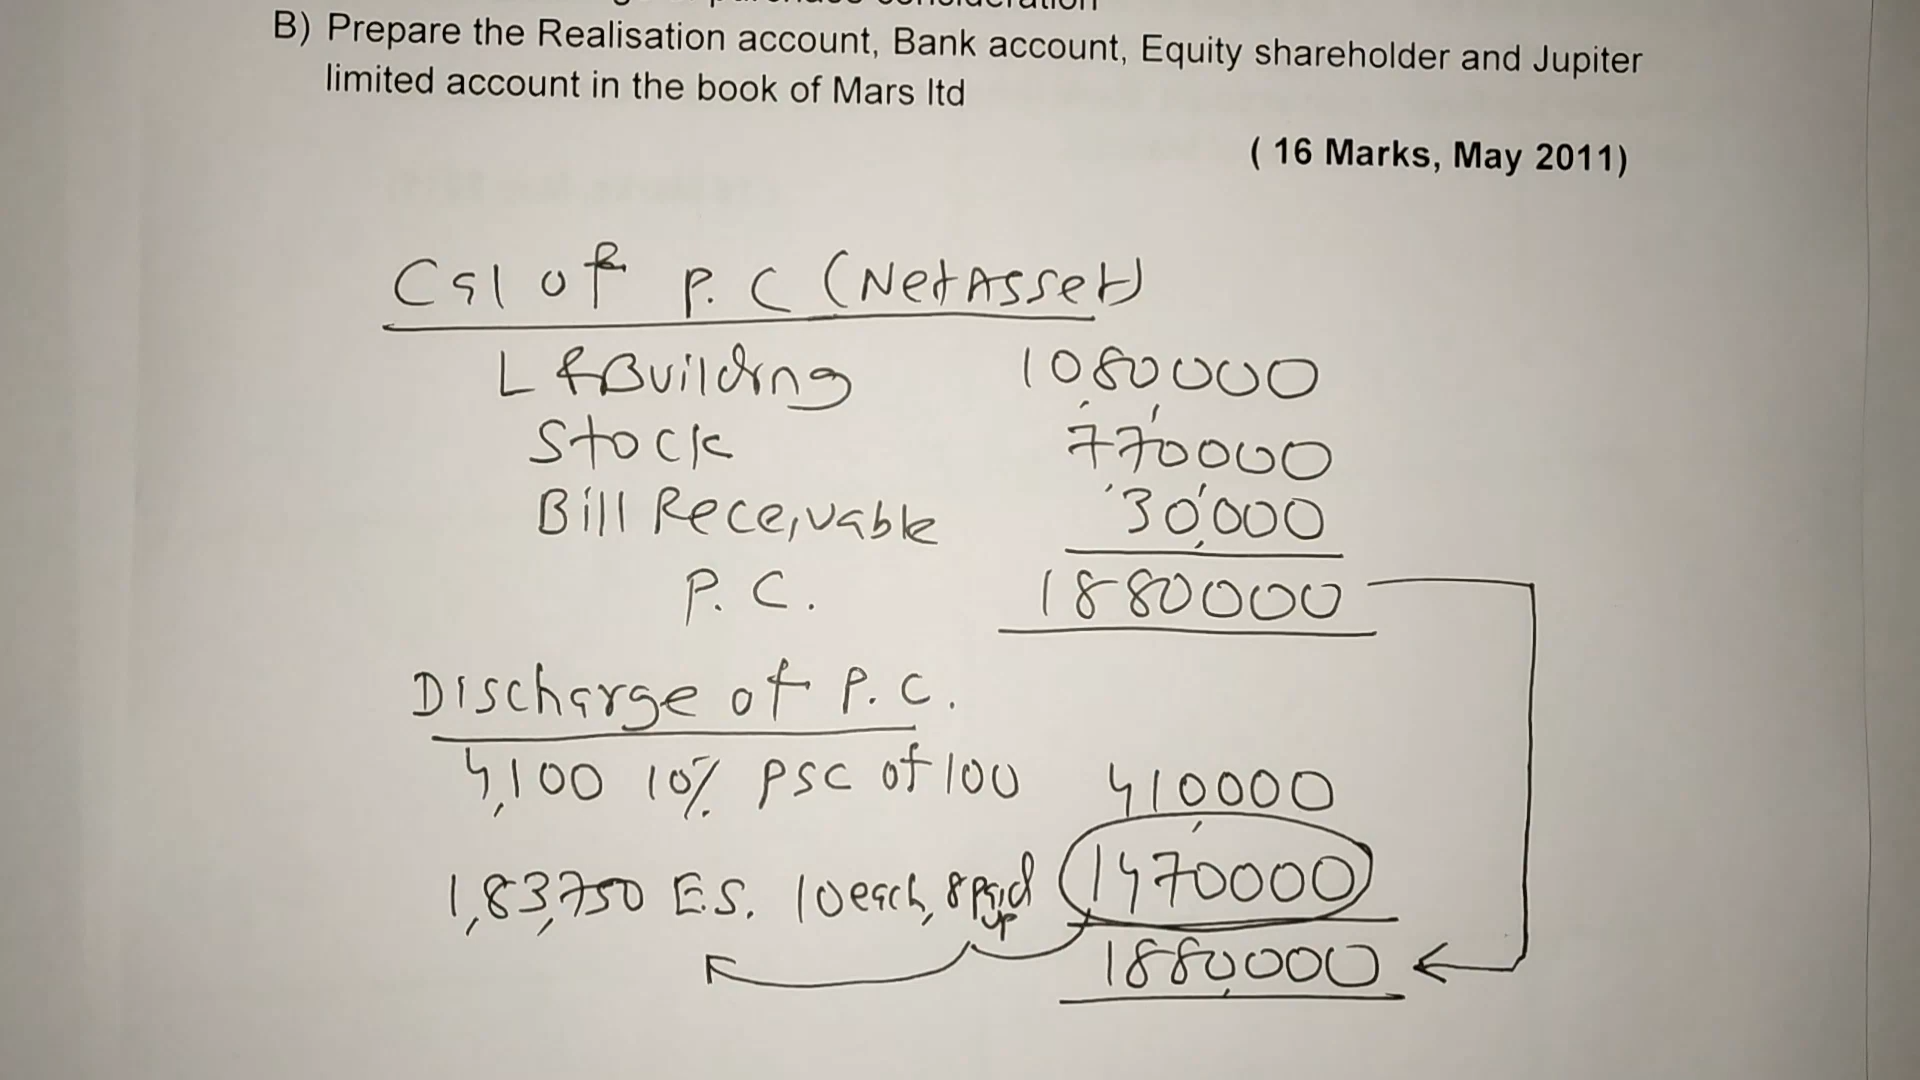 purchase consideration
B) Prepare the Realisation account, Bank account, Equity shareholder and Jupiter
limited account in the book of Mars ltd
( 16 Marks, May 2011)
Cal of P.C (Net Asset)
L & Building 1080000
Stock 770000
Bill Receivable 30,000
P.C. 1880000
Discharge of P.C.
4,100 10% PSC of 100 410000
1,83,750 E.S. 10 each, 8 paid up 1470000
1880000